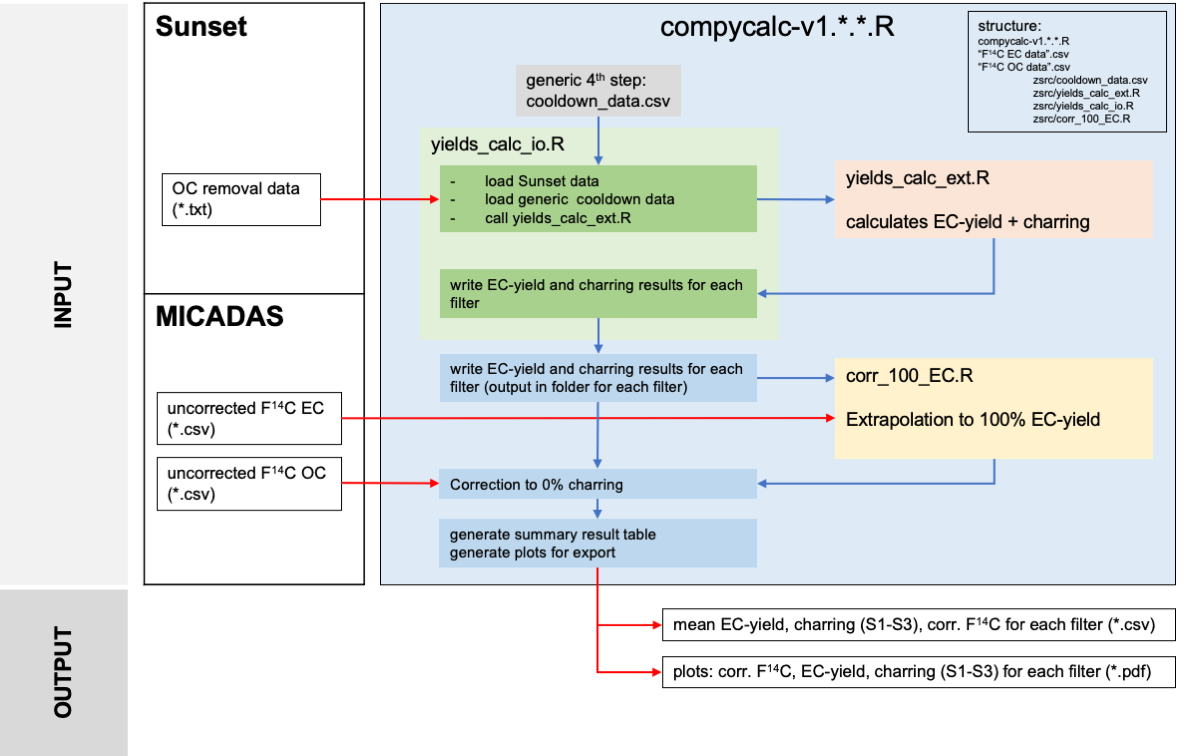 INPUT
OUTPUT
Sunset
OC removal data
(*.txt)
MICADAS
uncorrected F¹⁴C EC
(*.csv)
uncorrected F¹⁴C OC
(*.csv)
compycalc-v1.*.*.R
structure:
compycalc-v1.*.*.R
"F¹⁴C EC data".csv
"F¹⁴C OC data".csv
zsrc/cooldown_data.csv
zsrc/yields_calc_ext.R
zsrc/yields_calc_io.R
zsrc/corr_100_EC.R
generic 4ᵗʰ step:
cooldown_data.csv
yields_calc_io.R
- load Sunset data
- load generic cooldown data
- call yields_calc_ext.R
yields_calc_ext.R
calculates EC-yield + charring
write EC-yield and charring results for each
filter
write EC-yield and charring results for each
filter (output in folder for each filter)
corr_100_EC.R
Extrapolation to 100% EC-yield
Correction to 0% charring
generate summary result table
generate plots for export
mean EC-yield, charring (S1-S3), corr. F¹⁴C for each filter (*.csv)
plots: corr. F¹⁴C, EC-yield, charring (S1-S3) for each filter (*.pdf)